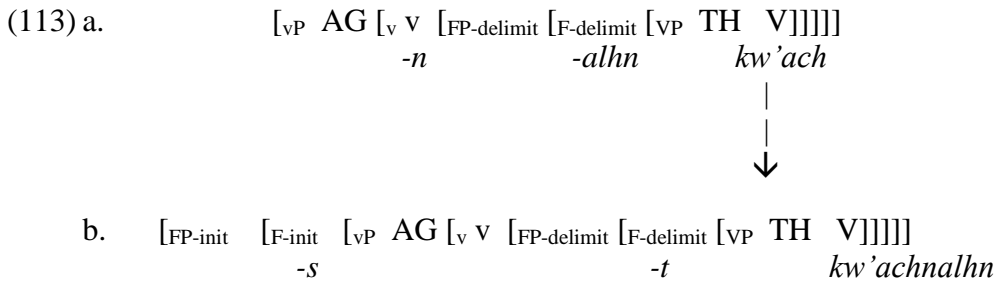 (113) a. [vP AG [v v [FP-delimit [F-delimit [VP TH V]]]]]
-n -alhn kw'ach
b. [FP-init [F-init [vP AG [v v [FP-delimit [F-delimit [VP TH V]]]]]
-s -t kw'achnalhn